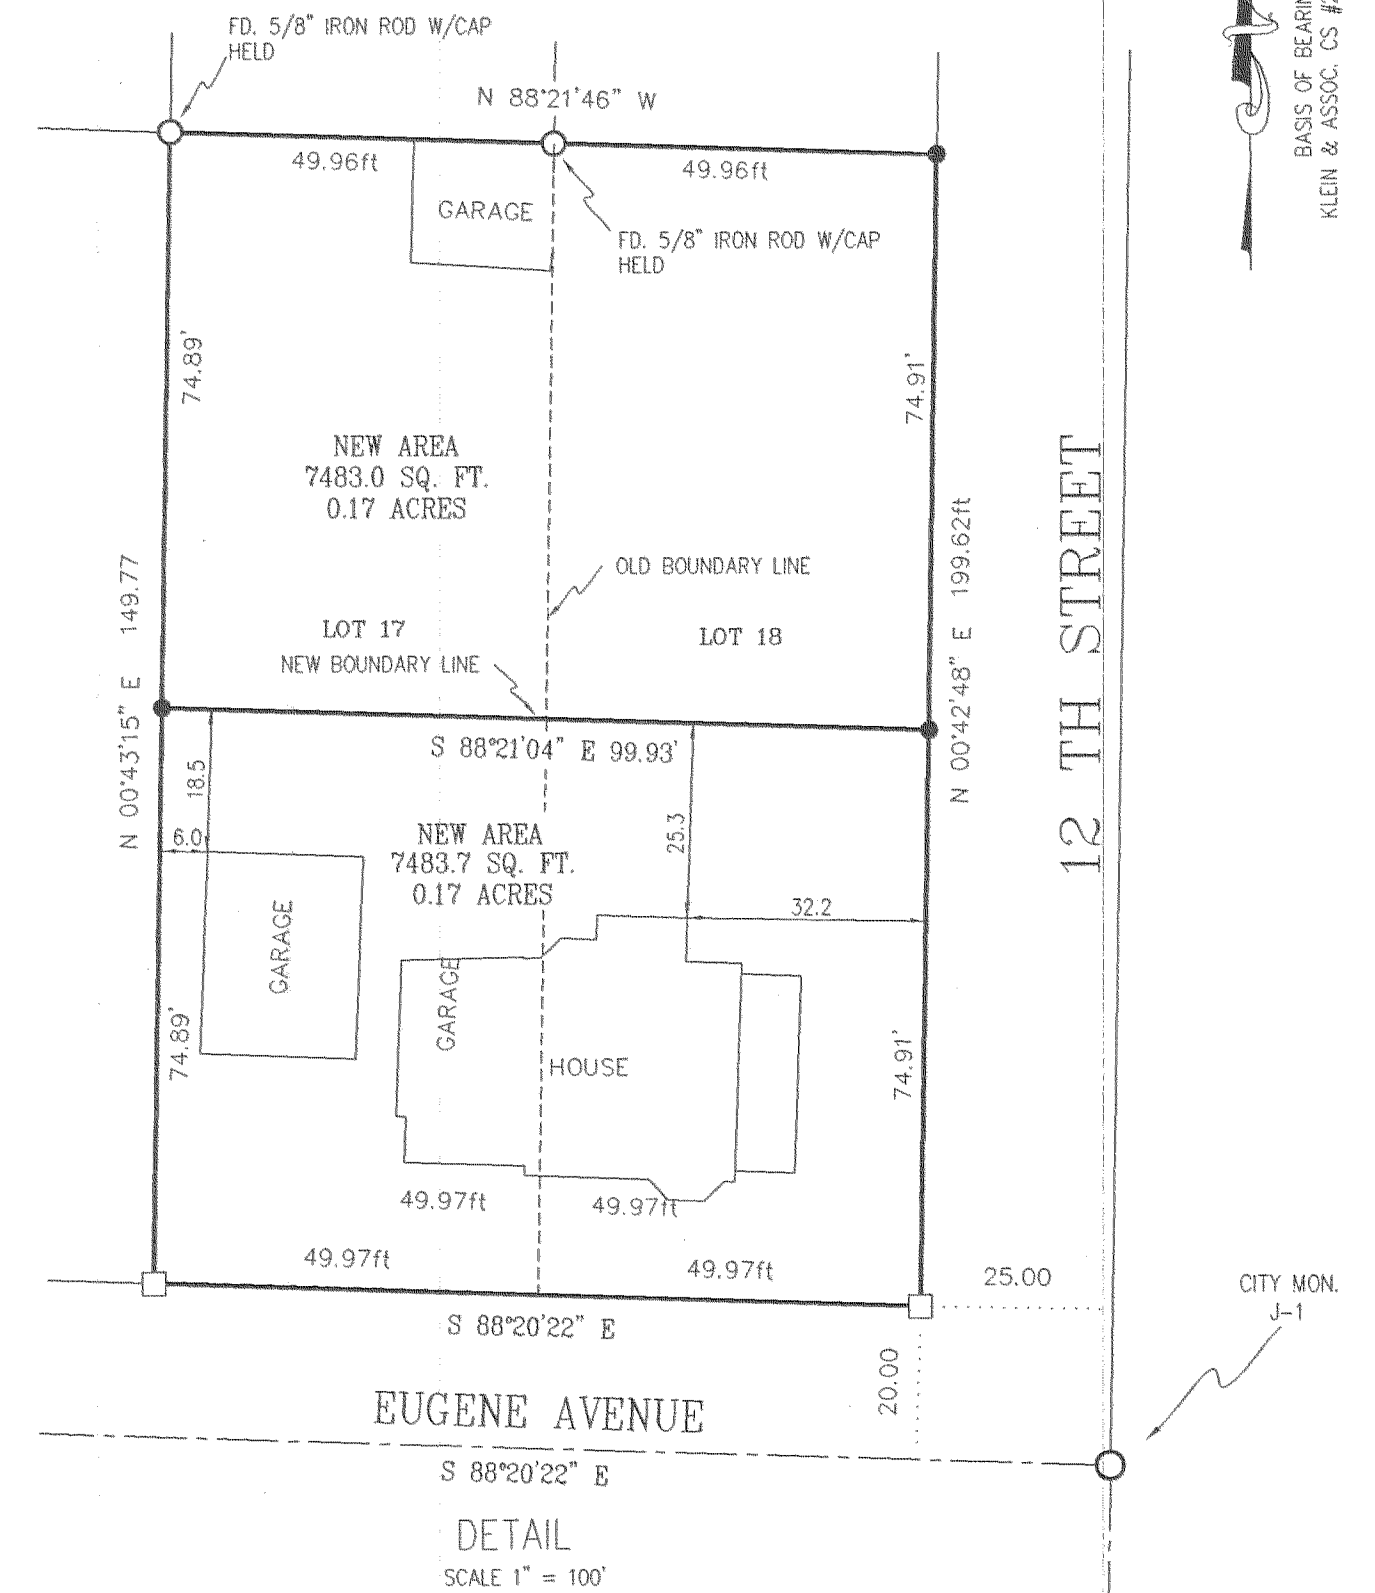 FD. 5/8" IRON ROD W/CAP
HELD
N 88°21'46" W
49.96ft
49.96ft
GARAGE
FD. 5/8" IRON ROD W/CAP
HELD
BASIS OF BEARIN
KLEIN & ASSOC. CS #
74.89'
74.91'
NEW AREA
7483.0 SQ. FT.
0.17 ACRES
OLD BOUNDARY LINE
LOT 17
LOT 18
NEW BOUNDARY LINE
N 00°43'15" E 149.77
N 00°42'48" E 199.62ft
12 TH STREET
S 88°21'04" E 99.93'
18.5
6.0
25.3
32.2
NEW AREA
7483.7 SQ. FT.
0.17 ACRES
GARAGE
GARAGE
HOUSE
74.89'
74.91'
49.97ft
49.97ft
49.97ft
49.97ft
25.00
S 88°20'22" E
20.00
CITY MON.
J-1
EUGENE AVENUE
S 88°20'22" E
DETAIL
SCALE 1" = 100'